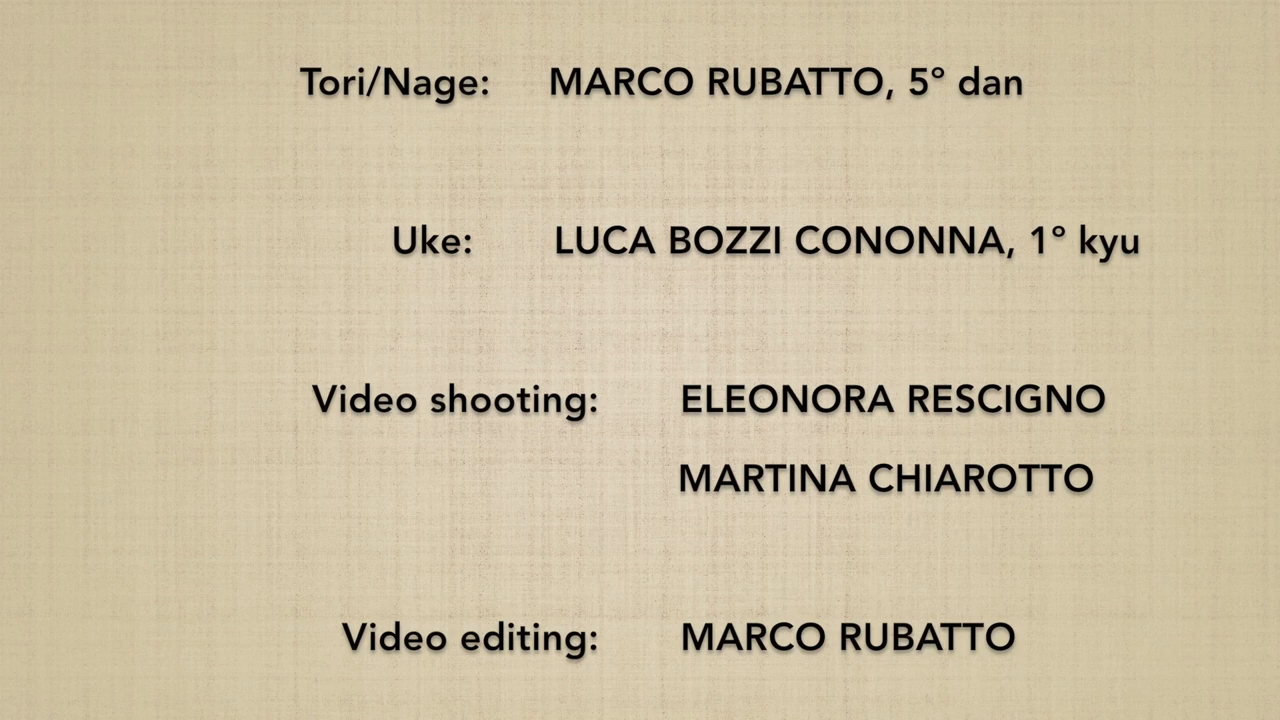 Tori/Nage: MARCO RUBATTO, 5° dan
Uke: LUCA BOZZI CONONNA, 1° kyu
Video shooting: ELEONORA RESCIGNO
MARTINA CHIAROTTO
Video editing: MARCO RUBATTO